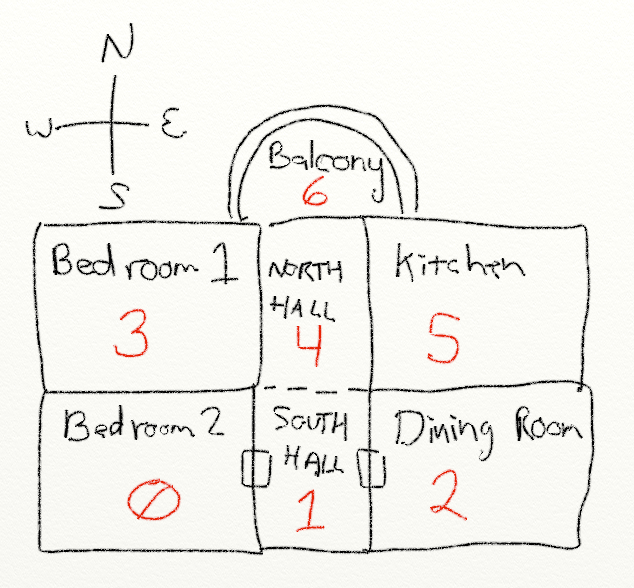 N
W E
S
Balcony
6
Bedroom 1
3
NORTH
HALL
4
Kitchen
5
Bedroom 2
0
SOUTH
HALL
1
Dining Room
2